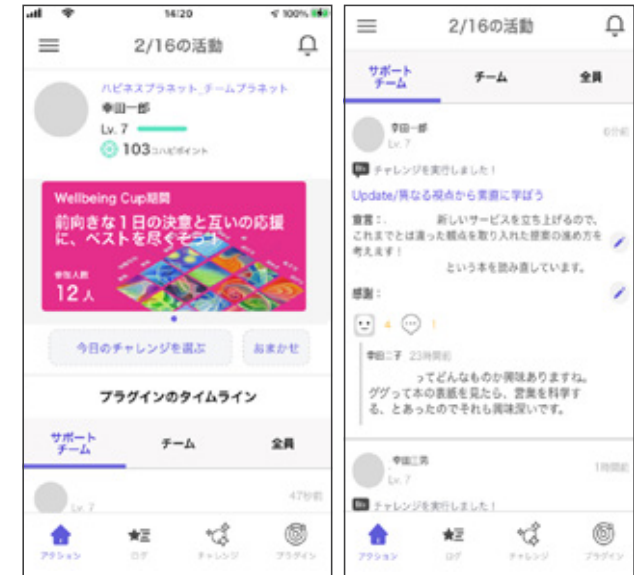 14:20
100%
2/16の活動
ハピネスプラネット_チームプラネット
幸田一郎
Lv. 7
103コハピポイント
Wellbeing Cup期間
前向きな1日の決意と互いの応援
に、ベストを尽くそう！
参加人数
12人
今日のチャレンジを選ぶ
おまかせ
プラグインのタイムライン
サポート
チーム
チーム
全員
Lv. 7
47秒前
アクション
ログ
チャレンジ
プラグイン
2/16の活動
サポート
チーム
チーム
全員
幸田一郎
6分前
Lv. 7
チャレンジを実行しました！
Update/異なる視点から素直に学ぼう
宣言：. 新しいサービスを立ち上げるので、
これまでとは違った観点を取り入れた提案の進め方を
考えます！
という本を読み直しています。
感謝：
4
1
幸田二子 23時間前
ってどんなものか興味ありますね。
ググって本の表紙を見たら、営業を科学す
る、とあったのでそれも興味深いです。
幸田三男
1時間前
Lv. 7
チャレンジを実行しました！
アクション
ログ
チャレンジ
プラグイン